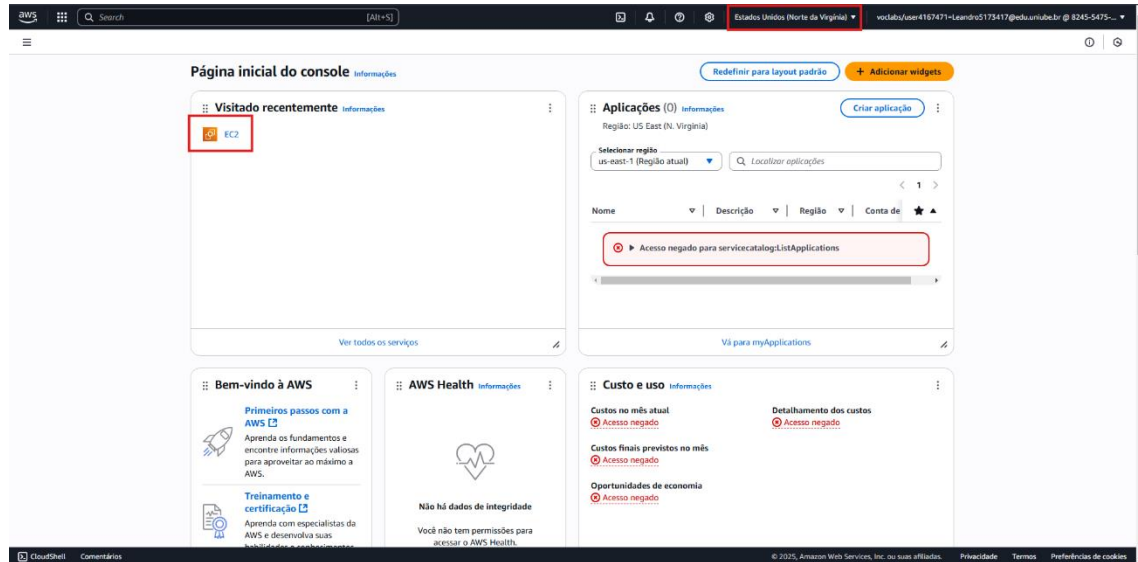 aws
Search
[Alt+S]
Estados Unidos (Norte da Virgínia)
voclabs/user4167471=Leandro5173417@edu.uniube.br @ 8245-5475-...
Página inicial do console Informações
Redefinir para layout padrão
+ Adicionar widgets
Visitado recentemente Informações
EC2
Ver todos os serviços
Aplicações (0) Informações
Criar aplicação
Região: US East (N. Virginia)
Selecionar região
us-east-1 (Região atual)
Localizar aplicações
1
Nome
Descrição
Região
Conta de
Acesso negado para servicecatalog:ListApplications
Vá para myApplications
Bem-vindo à AWS
Primeiros passos com a
AWS
Aprenda os fundamentos e
encontre informações valiosas
para aproveitar ao máximo a
AWS.
Treinamento e
certificação
Aprenda com especialistas da
AWS e desenvolva suas
habilidades e conhecimentos
AWS Health Informações
Não há dados de integridade
Você não tem permissões para
acessar o AWS Health.
Custo e uso Informações
Custos no mês atual
Acesso negado
Custos finais previstos no mês
Acesso negado
Oportunidades de economia
Acesso negado
Detalhamento dos custos
Acesso negado
CloudShell
Comentários
© 2025, Amazon Web Services, Inc. ou suas afiliadas.
Privacidade
Termos
Preferências de cookies